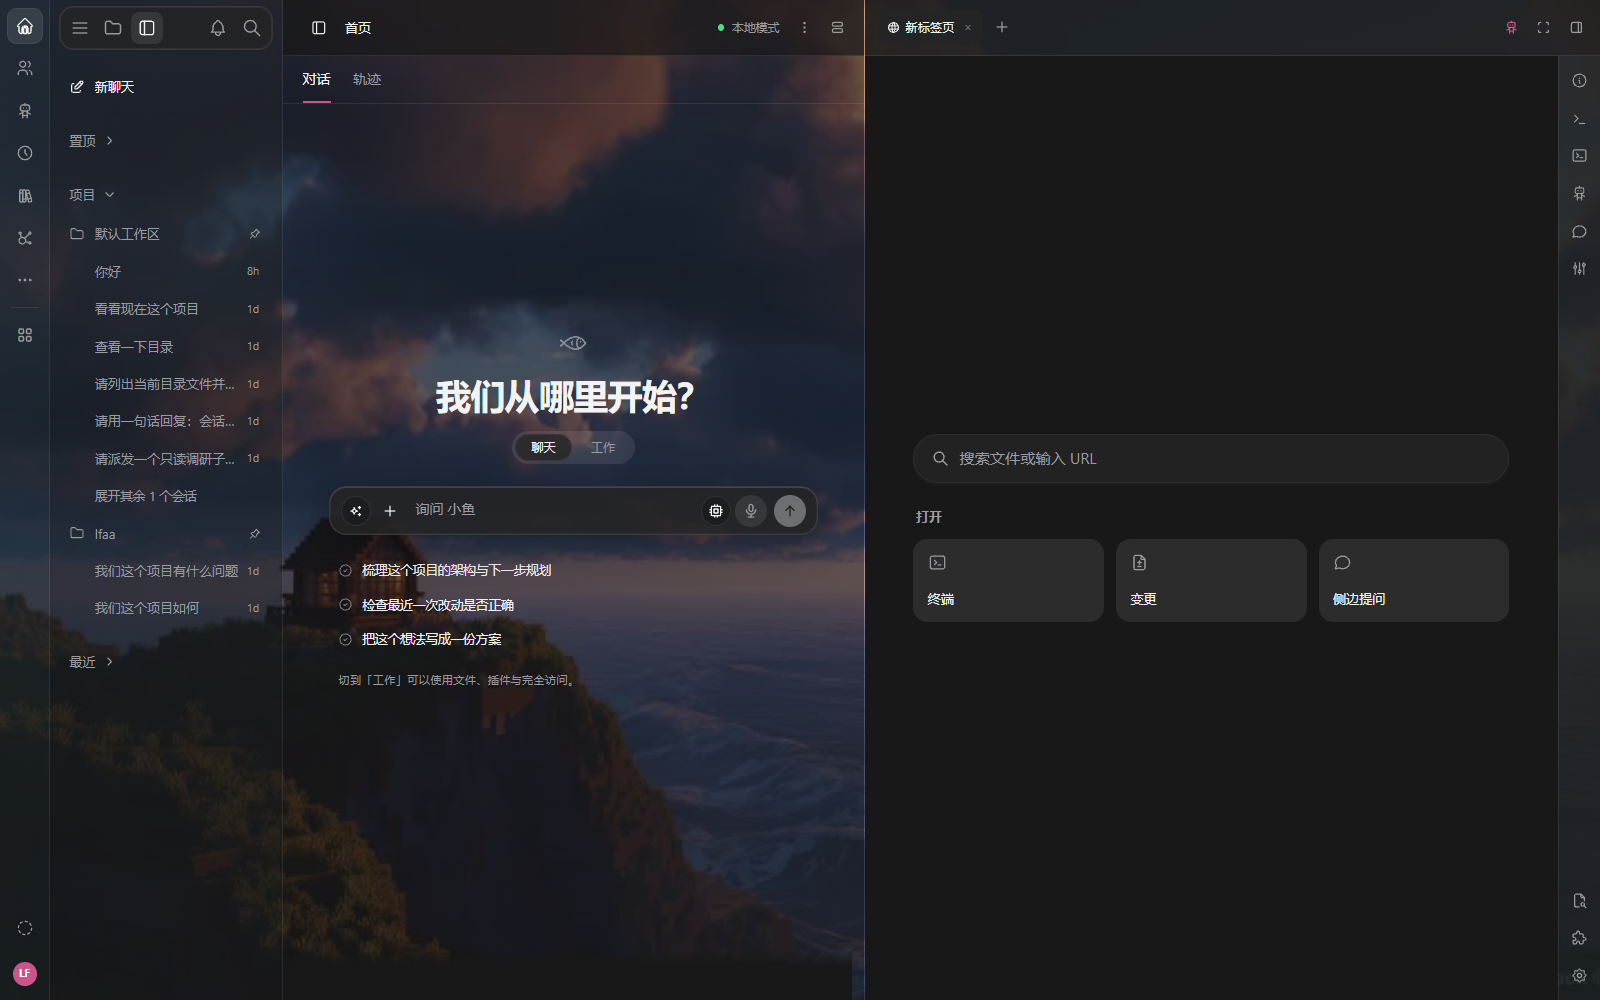 首页
本地模式
新标签页
对话
轨迹
新聊天
置顶
项目
默认工作区
你好 8h
看看现在这个项目 1d
查看一下目录 1d
请列出当前目录文件并... 1d
请用一句话回复：会话... 1d
请派发一个只读调研子... 1d
展开其余 1 个会话
lfaa
我们这个项目有什么问题 1d
我们这个项目如何 1d
最近
LF
我们从哪里开始？
聊天
工作
询问 小鱼
梳理这个项目的架构与下一步规划
检查最近一次改动是否正确
把这个想法写成一份方案
切到「工作」可以使用文件、插件与完全访问。
搜索文件或输入 URL
打开
终端
变更
侧边提问